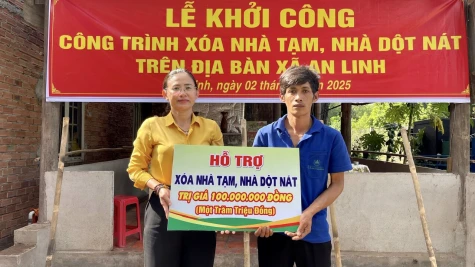 LỄ KHỞI CÔNG
CÔNG TRÌNH XÓA NHÀ TẠM, NHÀ DỘT NÁT
TRÊN ĐỊA BÀN XÃ AN LINH
ngày 02 2025
HỖ TRỢ
XÓA NHÀ TẠM, NHÀ DỘT NÁT
TRỊ GIÁ 100.000.000 ĐỒNG
(Một Trăm Triệu Đồng)